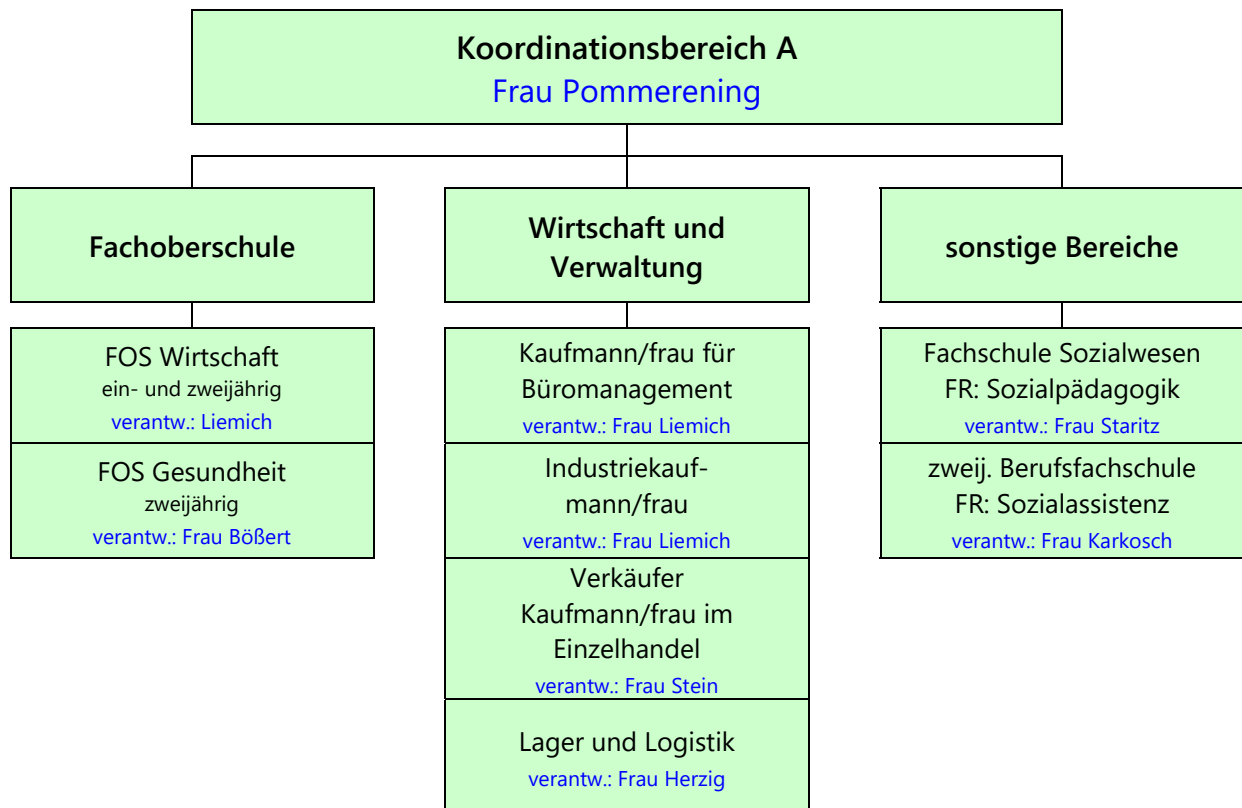 Koordinationsbereich A
Frau Pommerening
Fachoberschule
Wirtschaft und
Verwaltung
sonstige Bereiche
FOS Wirtschaft
ein- und zweijährig
verantw.: Liemich
FOS Gesundheit
zweijährig
verantw.: Frau Bößert
Kaufmann/frau für
Büromanagement
verantw.: Frau Liemich
Industriekauf-
mann/frau
verantw.: Frau Liemich
Verkäufer
Kaufmann/frau im
Einzelhandel
verantw.: Frau Stein
Lager und Logistik
verantw.: Frau Herzig
Fachschule Sozialwesen
FR: Sozialpädagogik
verantw.: Frau Staritz
zweij. Berufsfachschule
FR: Sozialassistenz
verantw.: Frau Karkosch